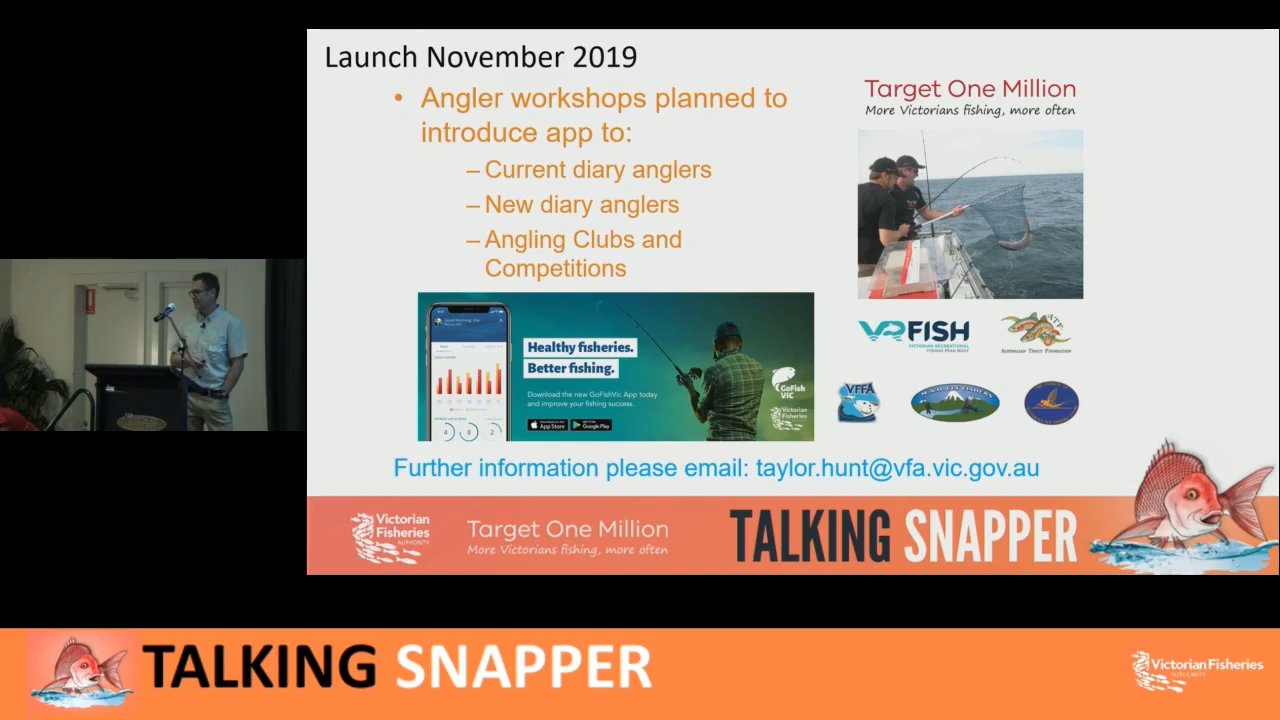 Launch November 2019
• Angler workshops planned to
introduce app to:
– Current diary anglers
– New diary anglers
– Angling Clubs and
Competitions
Target One Million
More Victorians fishing, more often
Healthy fisheries.
Better fishing.
Download the new GoFishVic App today
and improve your fishing success.
App Store
Google Play
4 8 2
GoFish
VIC
Victorian
Fisheries
VRFISH
VICTORIAN RECREATIONAL
FISHING PEAK BODY
ATF
AUSTRALIAN TROUT FOUNDATION
VFFA
Further information please email: taylor.hunt@vfa.vic.gov.au
Victorian
Fisheries
AUTHORITY
Target One Million
More Victorians fishing, more often
TALKING SNAPPER
TALKING SNAPPER
Victorian Fisheries
AUTHORITY